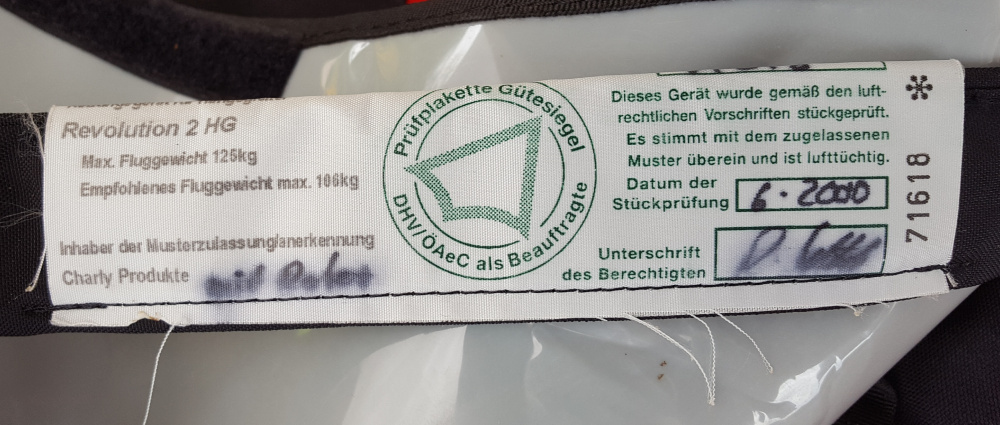 Revolution 2 HG
Max. Fluggewicht 125kg
Empfohlenes Fluggewicht max. 106kg
Inhaber der Musterzulassung/anerkennung
Charly Produkte
Prüfplakette Gütesiegel
DHV/ÖAeC als Beauftragte
Dieses Gerät wurde gemäß den luft-
rechtlichen Vorschriften stückgeprüft.
Es stimmt mit dem zugelassenen
Muster überein und ist lufttüchtig.
Datum der
Stückprüfung 6.2000
Unterschrift
des Berechtigten
71618 *